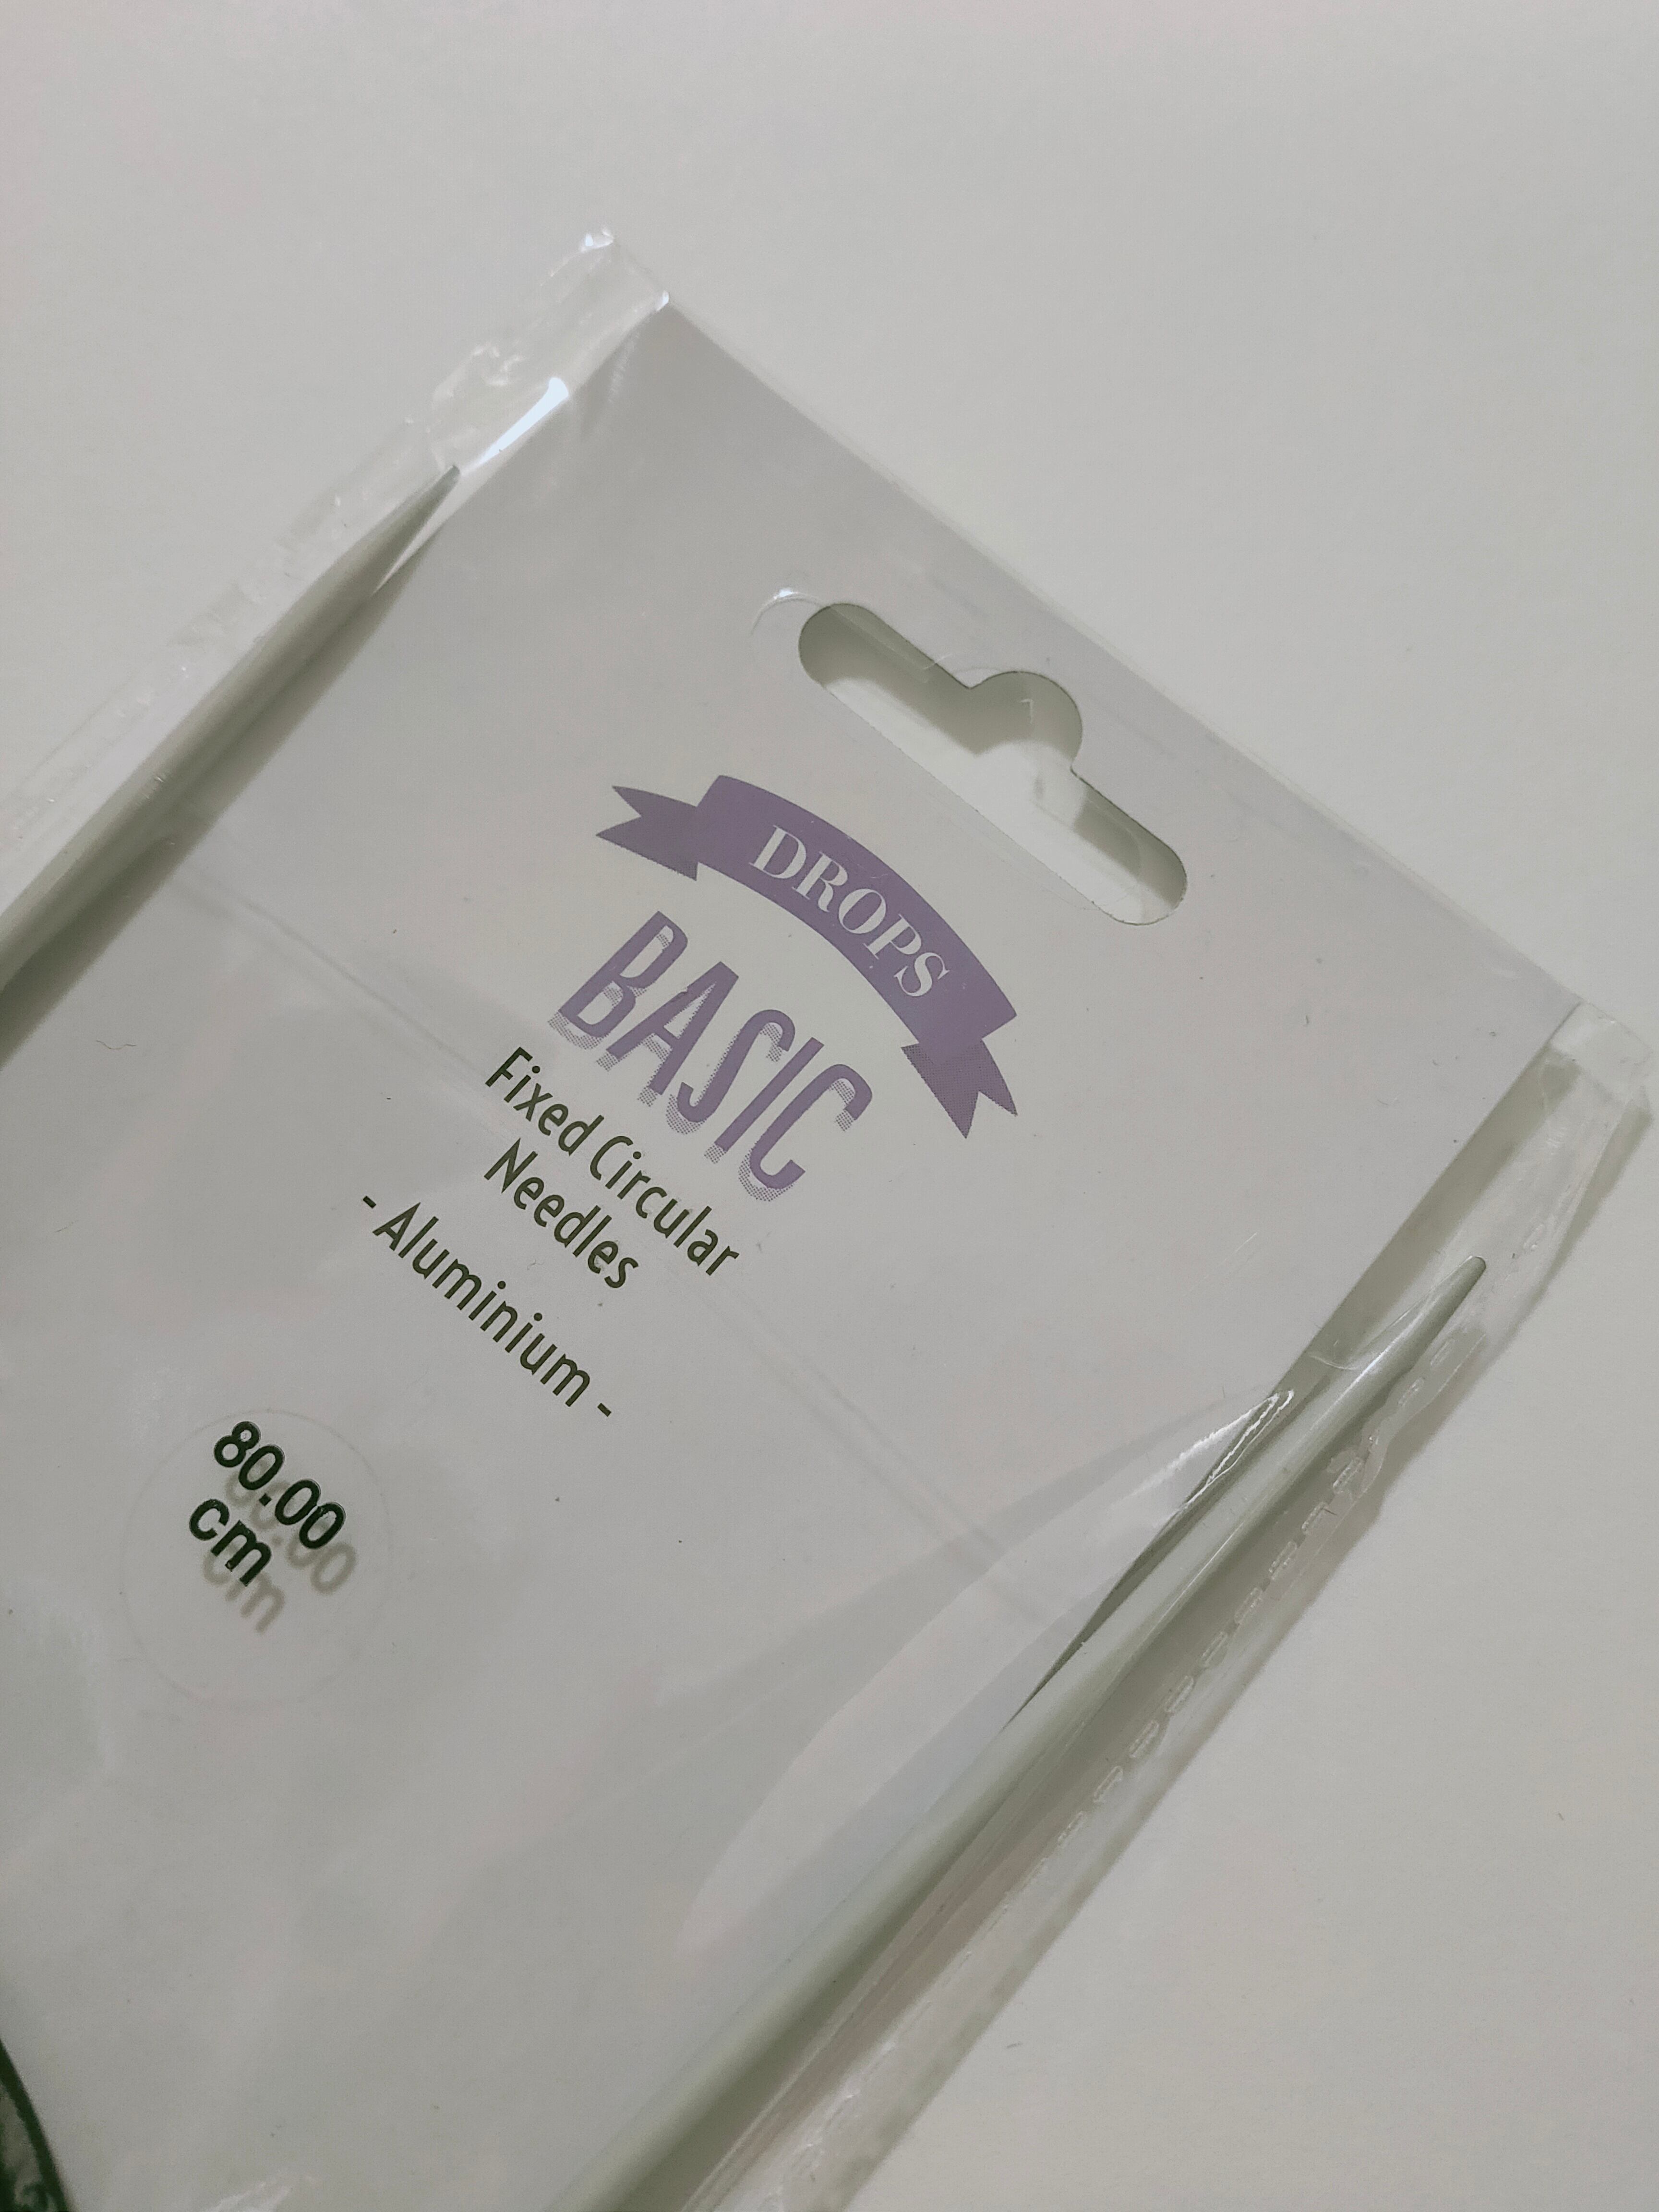 DROPS
BASIC
Fixed Circular
Needles
- Aluminium -
80.00
cm